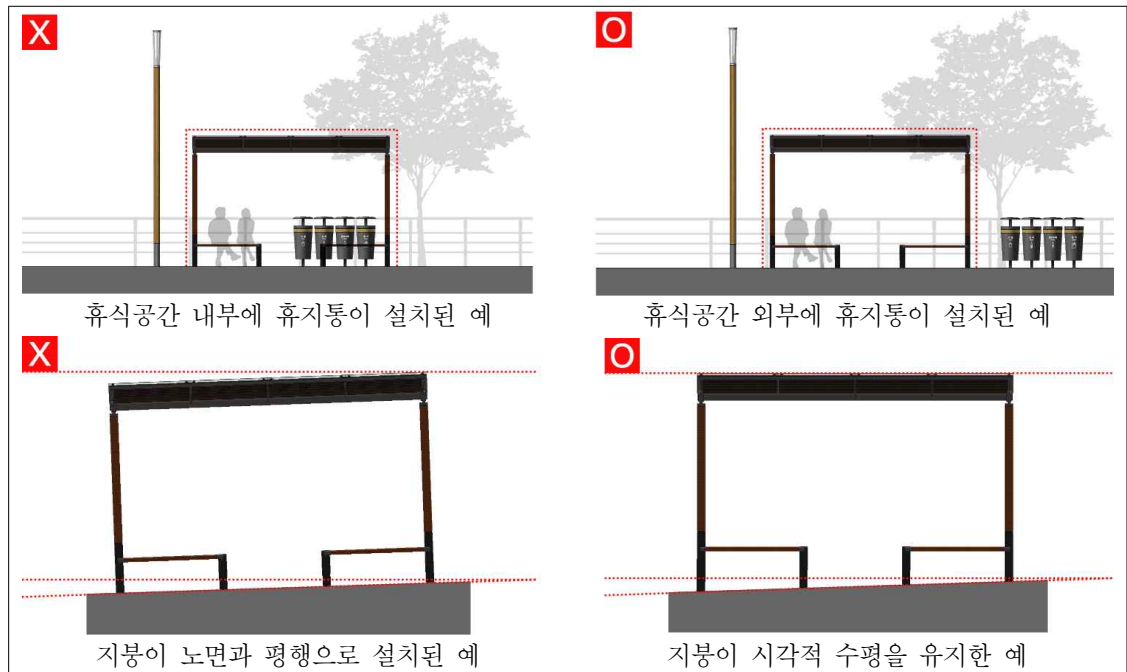 X
O
휴식공간 내부에 휴지통이 설치된 예
휴식공간 외부에 휴지통이 설치된 예
X
O
지붕이 노면과 평행으로 설치된 예
지붕이 시각적 수평을 유지한 예